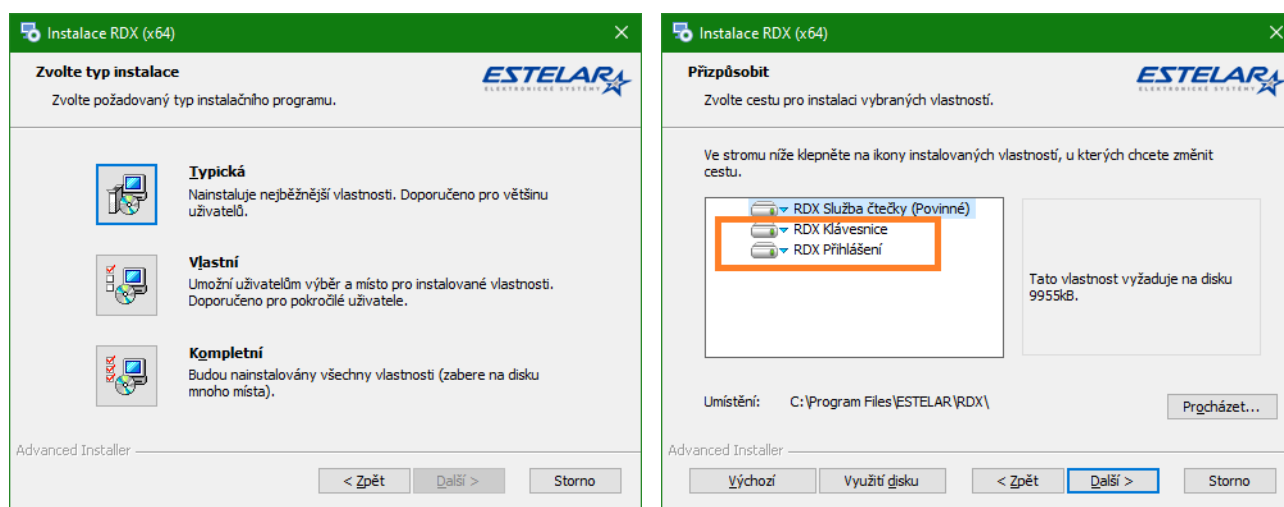 Instalace RDX (x64)
Zvolte typ instalace
Zvolte požadovaný typ instalačního programu.
ESTELAR
ELEKTRONICKÉ SYSTÉMY
Typická
Nainstaluje nejběžnější vlastnosti. Doporučeno pro většinu
uživatelů.
Vlastní
Umožní uživatelům výběr a místo pro instalované vlastnosti.
Doporučeno pro pokročilé uživatele.
Kompletní
Budou nainstalovány všechny vlastnosti (zabere na disku
mnoho místa).
Advanced Installer
< Zpět
Další >
Storno
Instalace RDX (x64)
Přizpůsobit
Zvolte cestu pro instalaci vybraných vlastností.
ESTELAR
ELEKTRONICKÉ SYSTÉMY
Ve stromu níže klepněte na ikony instalovaných vlastností, u kterých chcete změnit
cestu.
RDX Služba čtečky (Povinné)
RDX Klávesnice
RDX Přihlášení
Tato vlastnost vyžaduje na disku
9955kB.
Umístění: C:\Program Files\ESTELAR\RDX\
Procházet...
Advanced Installer
Výchozí
Využití disku
< Zpět
Další >
Storno